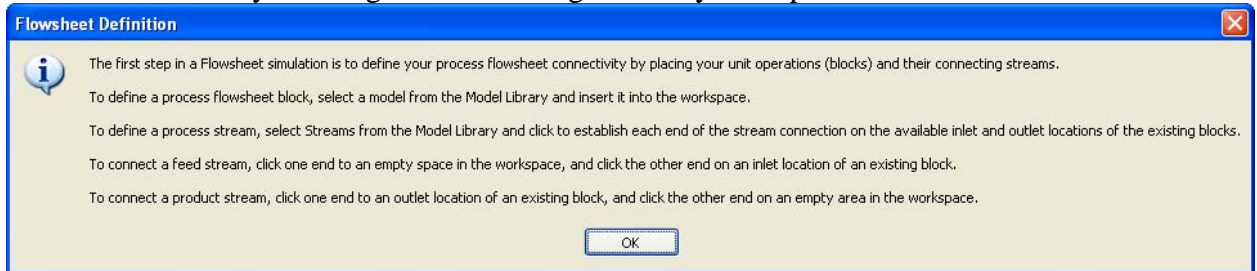 Flowsheet Definition
The first step in a Flowsheet simulation is to define your process flowsheet connectivity by placing your unit operations (blocks) and their connecting streams.
To define a process flowsheet block, select a model from the Model Library and insert it into the workspace.
To define a process stream, select Streams from the Model Library and click to establish each end of the stream connection on the available inlet and outlet locations of the existing blocks.
To connect a feed stream, click one end to an empty space in the workspace, and click the other end on an inlet location of an existing block.
To connect a product stream, click one end to an outlet location of an existing block, and click the other end on an empty area in the workspace.
OK